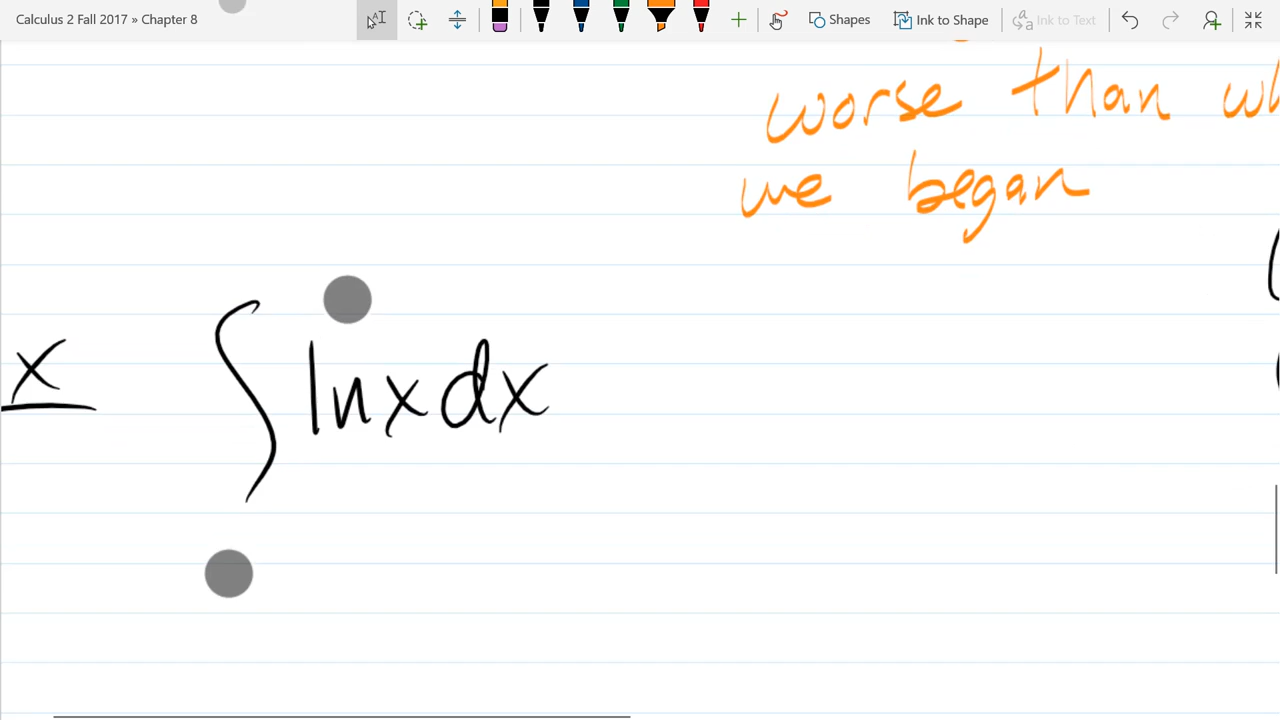 Calculus 2 Fall 2017 » Chapter 8
Shapes
Ink to Shape
Ink to Text
worse than wh
we began
x ∫ ln x dx